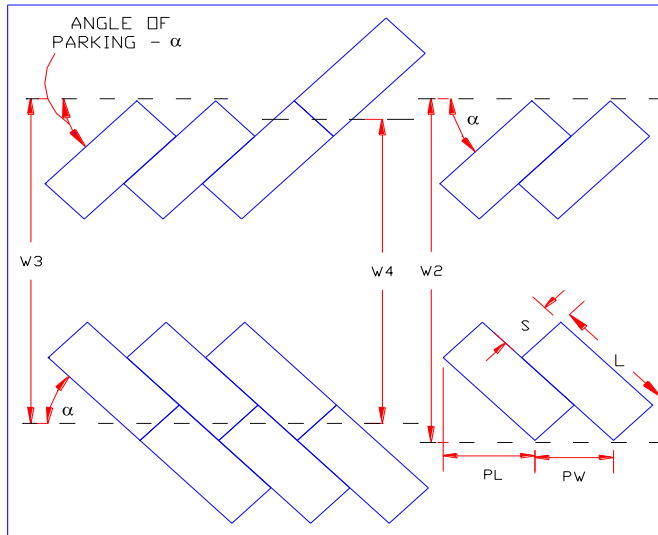 ANGLE OF
PARKING - α
α
W3
W4
W2
S
L
α
PL
PW